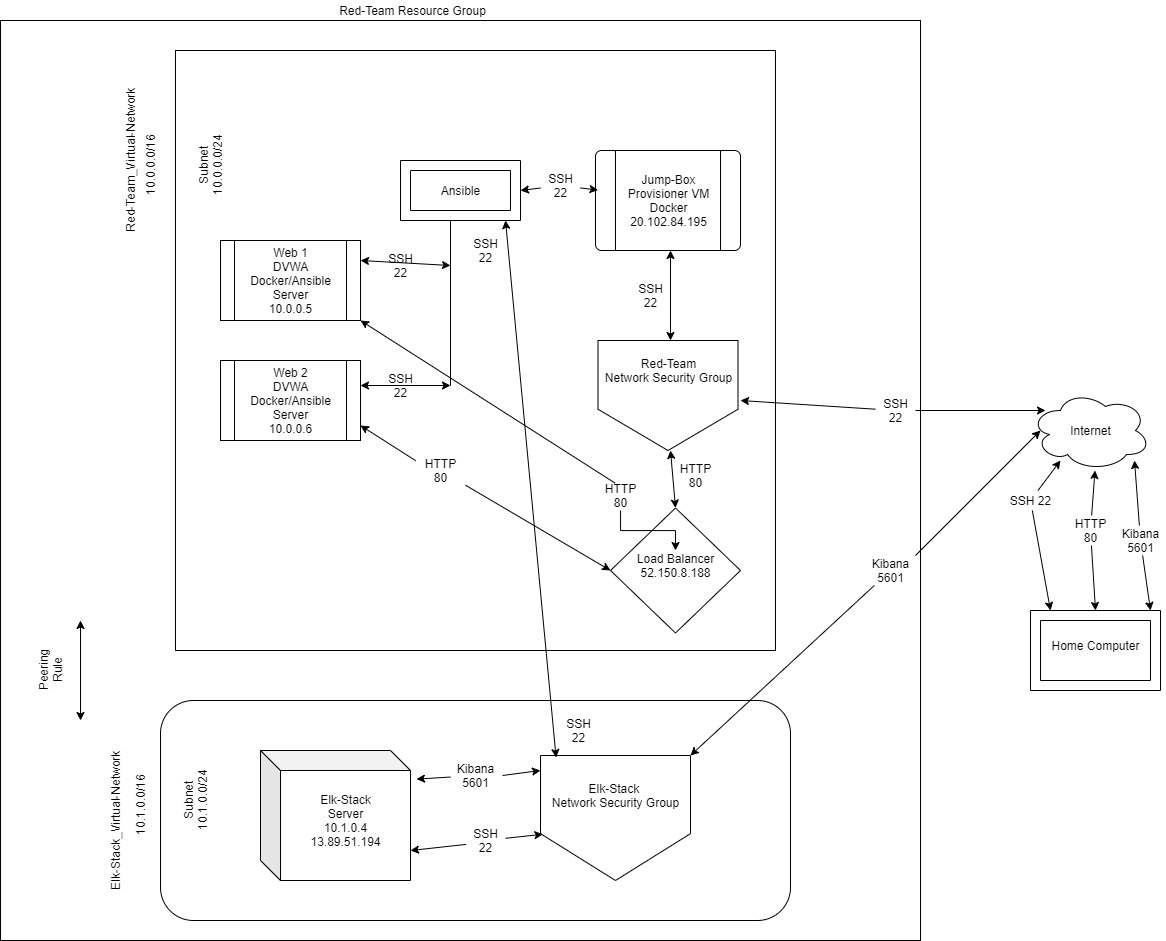 Red-Team Resource Group
Red-Team_Virtual-Network
10.0.0.0/16
Subnet
10.0.0.0/24
Ansible
SSH
22
Jump-Box
Provisioner VM
Docker
20.102.84.195
SSH
22
Web 1
DVWA
Docker/Ansible
Server
10.0.0.5
SSH
22
SSH
22
Red-Team
Network Security Group
Web 2
DVWA
Docker/Ansible
Server
10.0.0.6
SSH
22
SSH
22
Internet
HTTP
80
HTTP
80
HTTP
80
Load Balancer
52.150.8.188
SSH 22
HTTP
80
Kibana
5601
Kibana
5601
Home Computer
Peering
Rule
Elk-Stack_Virtual-Network
10.1.0.0/16
Subnet
10.1.0.0/24
SSH
22
Elk-Stack
Server
10.1.0.4
13.89.51.194
Kibana
5601
SSH
22
Elk-Stack
Network Security Group